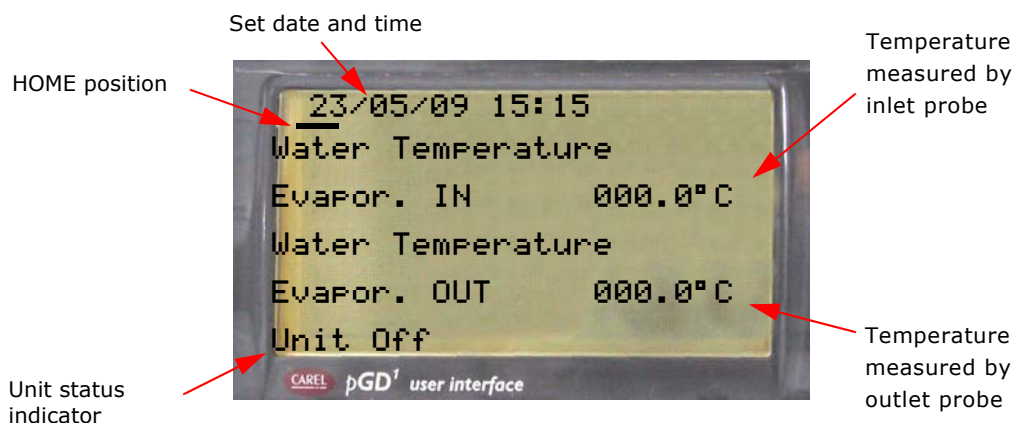 Set date and time
HOME position
Temperature
measured by
inlet probe
23/05/09 15:15
Water Temperature
Evapor. IN 000.0°C
Water Temperature
Evapor. OUT 000.0°C
Unit Off
CAREL pGD¹ user interface
Unit status
indicator
Temperature
measured by
outlet probe